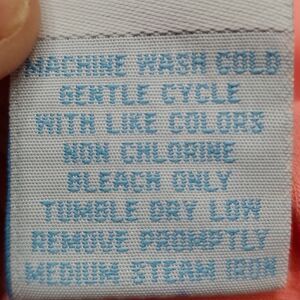 MACHINE WASH COLD
GENTLE CYCLE
WITH LIKE COLORS
NON CHLORINE
BLEACH ONLY
TUMBLE DRY LOW
REMOVE PROMPTLY
MEDIUM STEAM IRON